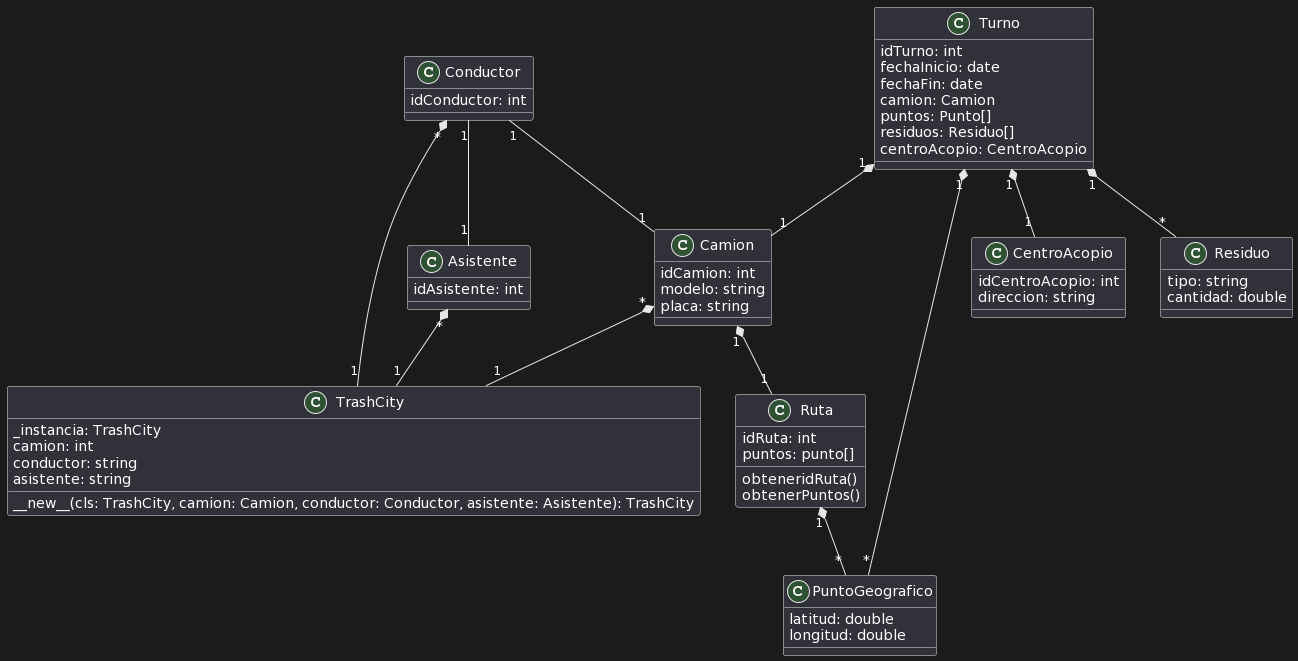 C Turno
idTurno: int
fechaInicio: date
fechaFin: date
camion: Camion
puntos: Punto[]
residuos: Residuo[]
centroAcopio: CentroAcopio
C Conductor
idConductor: int
* 1 1 1
1 1 1 1
1 1 1 1 *
C Asistente
idAsistente: int
C Camion
idCamion: int
modelo: string
placa: string
C CentroAcopio
idCentroAcopio: int
direccion: string
C Residuo
tipo: string
cantidad: double
* * 1
1 1 1 1
C TrashCity
_instancia: TrashCity
camion: int
conductor: string
asistente: string
__new__(cls: TrashCity, camion: Camion, conductor: Conductor, asistente: Asistente): TrashCity
C Ruta
idRuta: int
puntos: punto[]
obteneridRuta()
obtenerPuntos()
1
* *
C PuntoGeografico
latitud: double
longitud: double